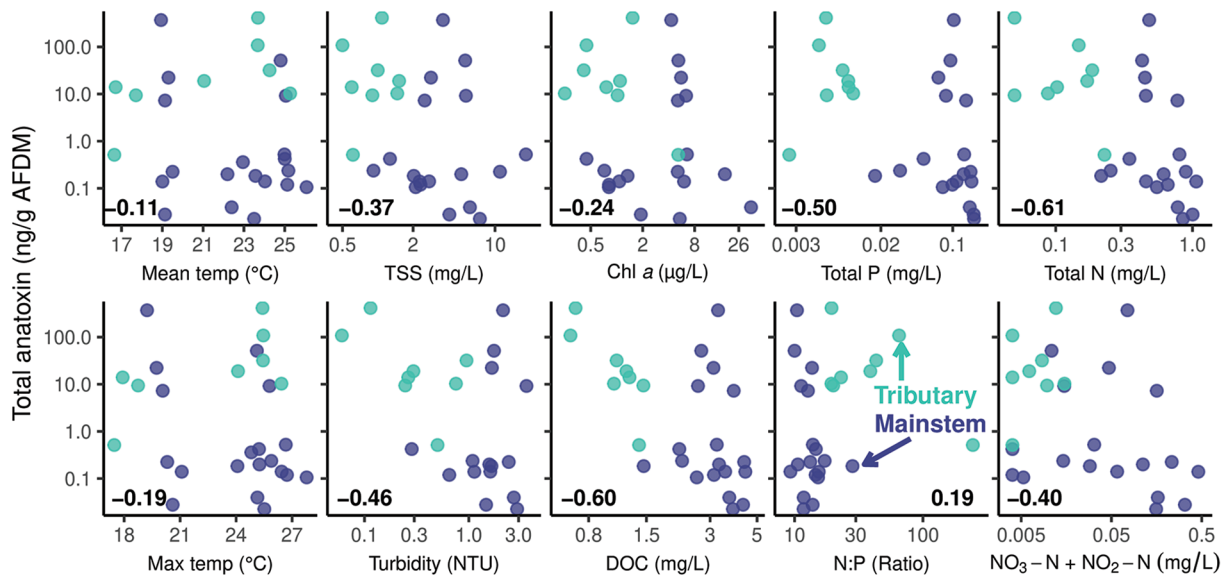 Total anatoxin (ng/g AFDM)
100.0
10.0
1.0
0.1
−0.11
−0.37
−0.24
−0.50
−0.61
17 19 21 23 25
0.5 2 10
0.5 2 8 26
0.003 0.02 0.1
0.1 0.3 1.0
Mean temp (°C)
TSS (mg/L)
Chl a (µg/L)
Total P (mg/L)
Total N (mg/L)
100.0
10.0
1.0
0.1
Tributary
Mainstem
−0.19
−0.46
−0.60
0.19
−0.40
18 21 24 27
0.1 0.3 1.0 3.0
0.8 1.5 3 5
10 30 100
0.005 0.05 0.5
Max temp (°C)
Turbidity (NTU)
DOC (mg/L)
N:P (Ratio)
NO₃−N + NO₂−N (mg/L)